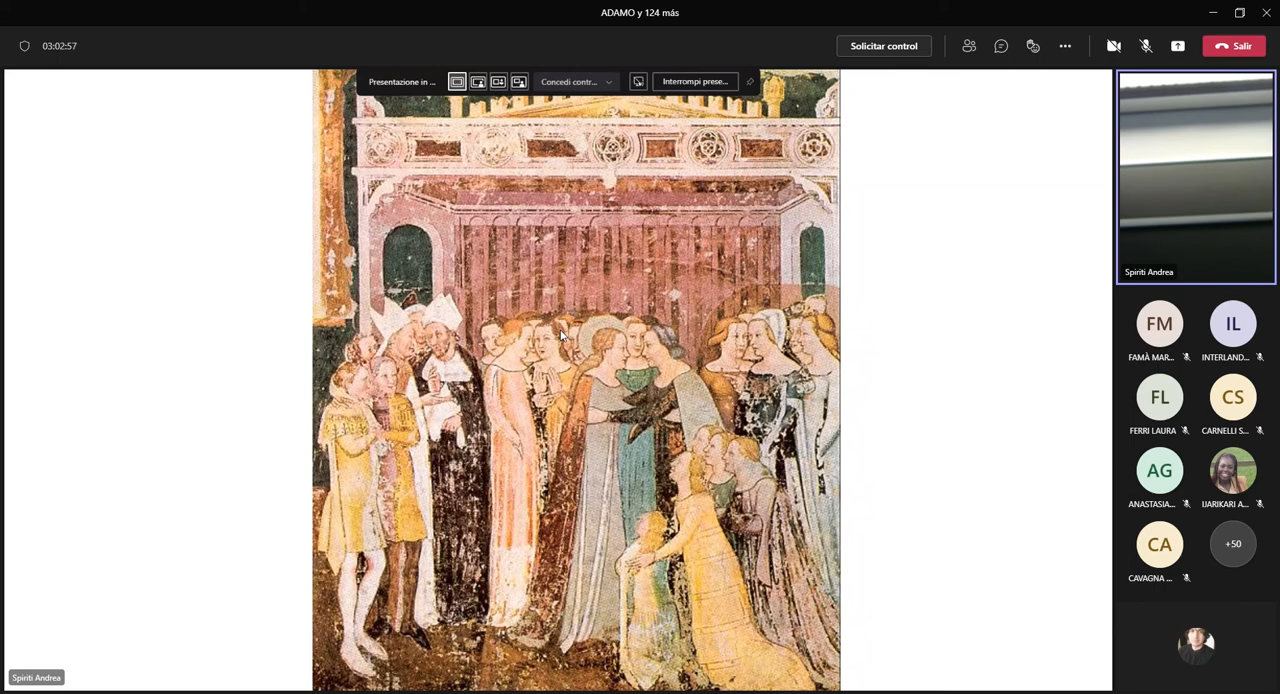 ADAMO y 124 más
03:02:57
Solicitar control
Salir
Presentazione in ...
Concedi contr...
Interrompi prese...
Spiriti Andrea
FM
IL
FAMÀ MAR...
INTERLAND...
FL
CS
FERRI LAURA
CARNELLI S...
AG
ANASTASIA...
IJARIKARI A...
CA
+50
CAVAGNA ...
Spiriti Andrea